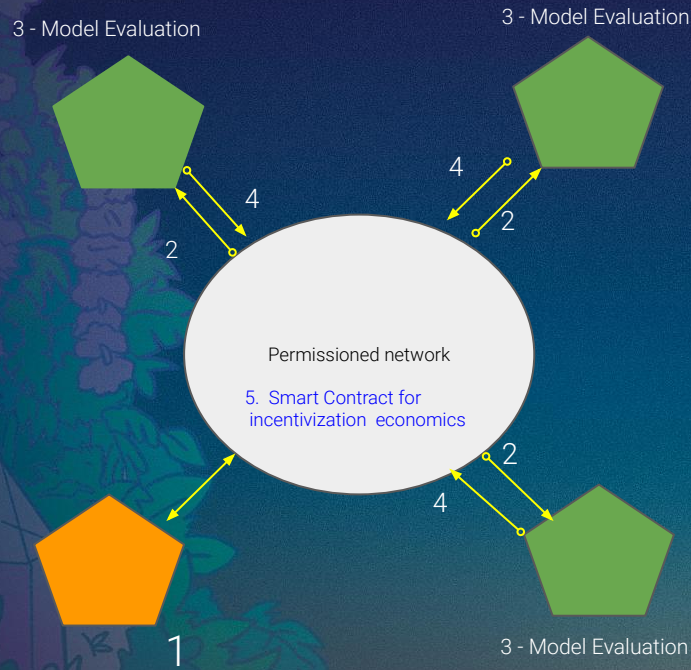 3 - Model Evaluation
3 - Model Evaluation
4
4
2
2
Permissioned network
5. Smart Contract for
incentivization economics
2
4
1
3 - Model Evaluation